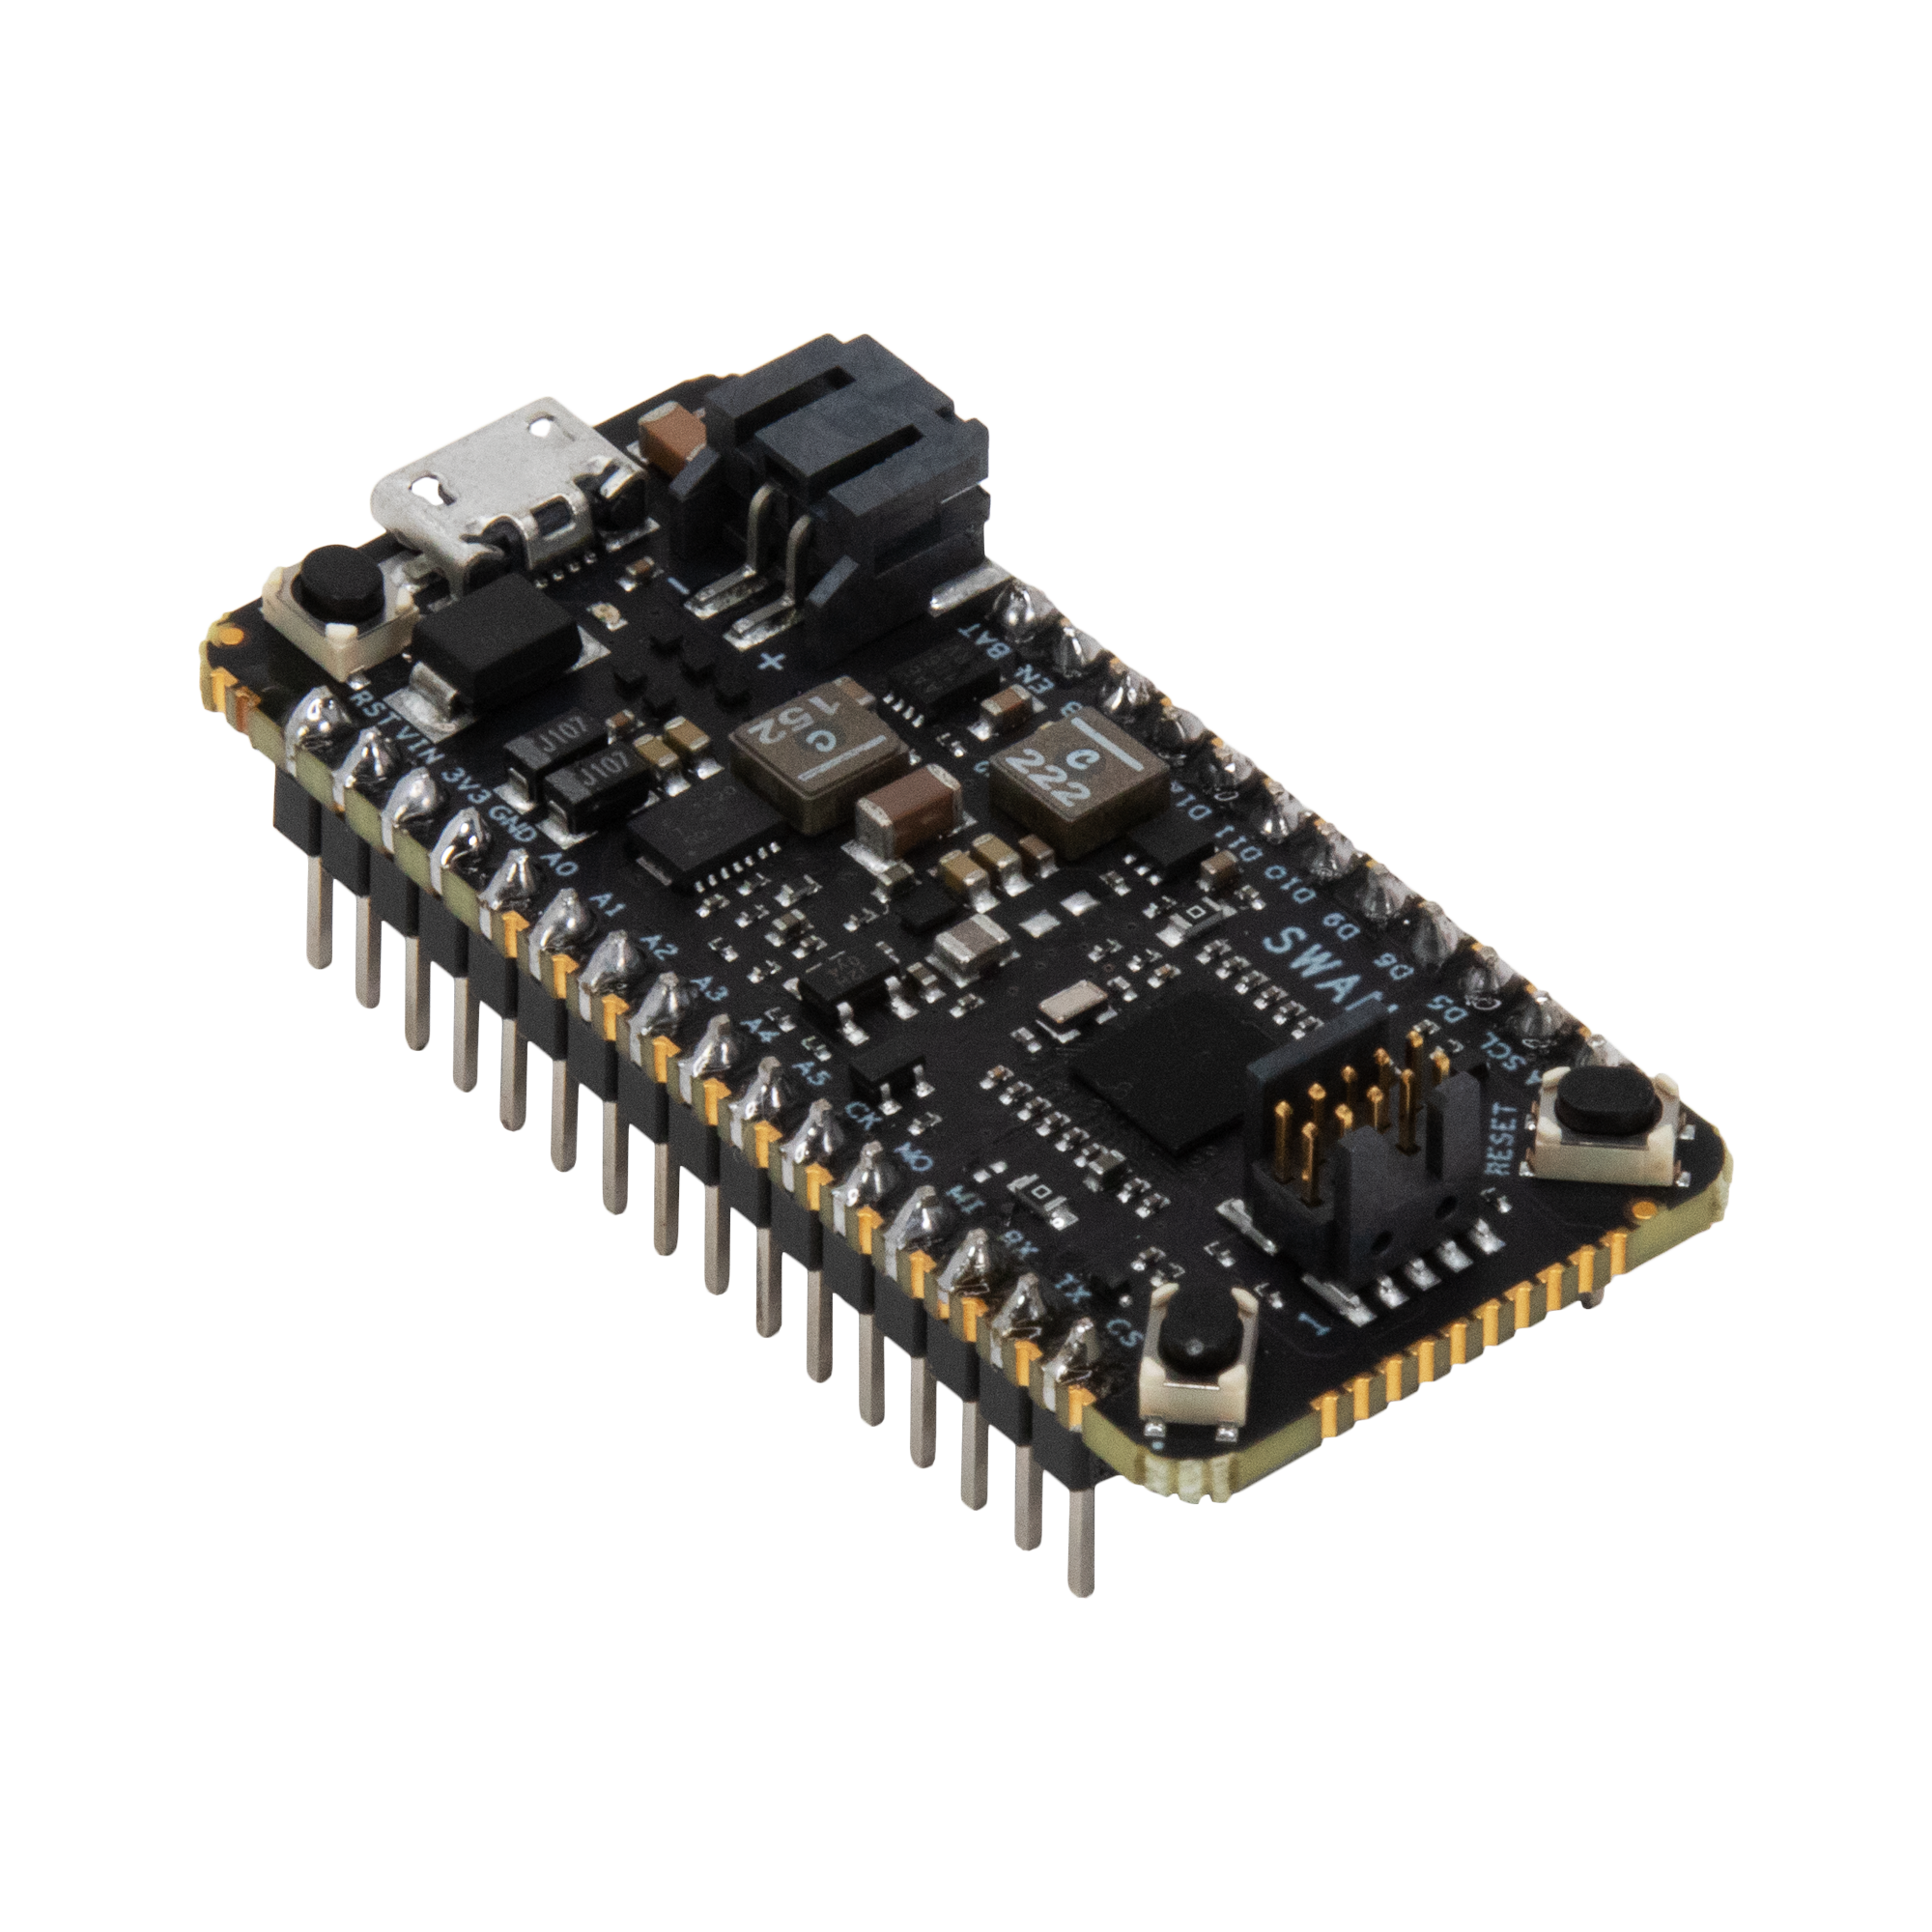 -
+
BAT
EN
RST
VIN
3V3
GND
A0
A1
A2
A3
A4
A5
CK
MO
MI
RX
TX
CS
J107
J107
152
C
C
222
D11
D10
D9
D6
D5
SCL
SWAN
RESET
1